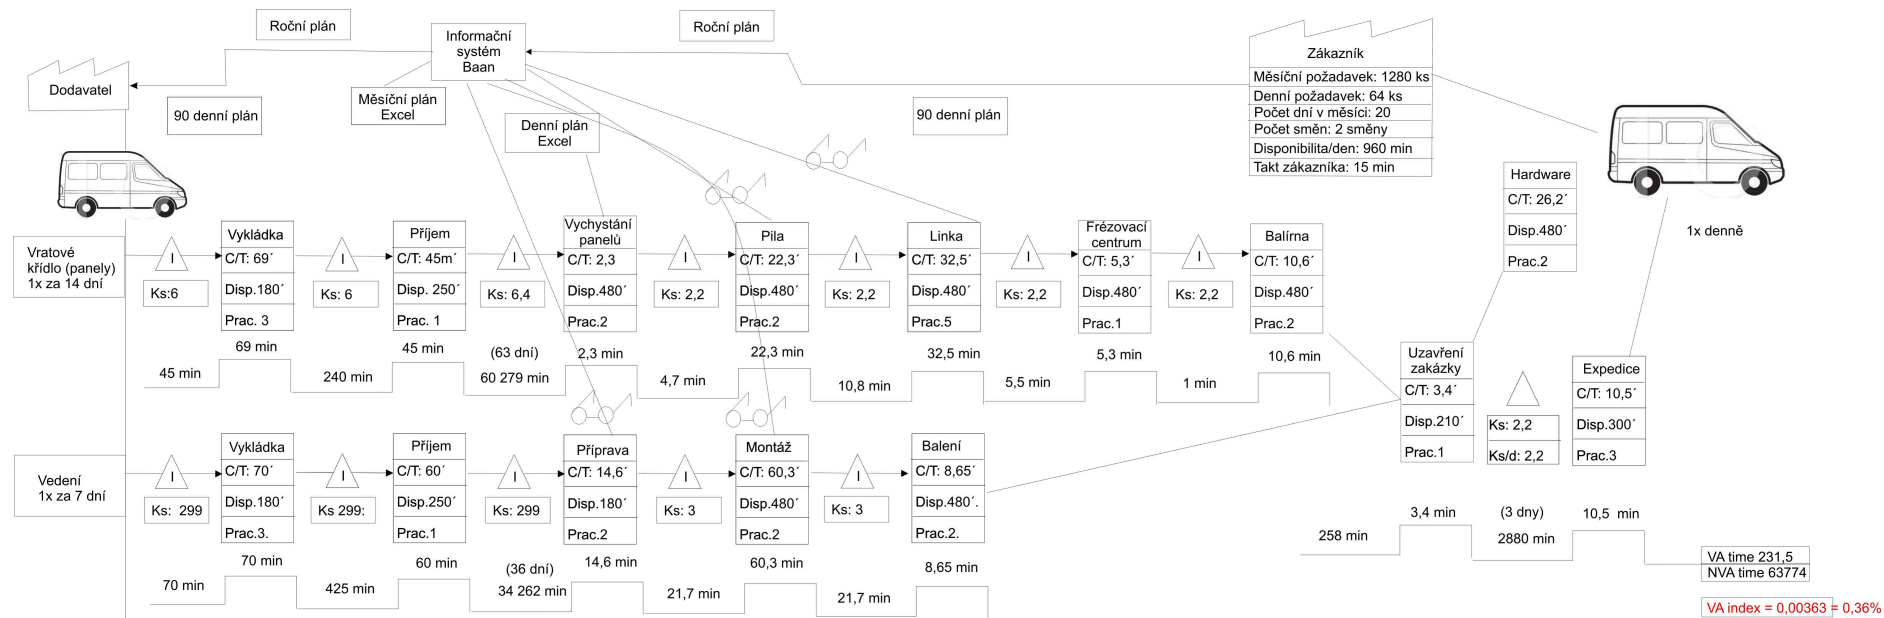 Roční plán
Informační
systém
Baan
Roční plán
Zákazník
Měsíční požadavek: 1280 ks
Denní požadavek: 64 ks
Počet dní v měsíci: 20
Počet směn: 2 směny
Disponibilita/den: 960 min
Takt zákazníka: 15 min
Dodavatel
90 denní plán
Měsíční plán
Excel
Denní plán
Excel
90 denní plán
Hardware
C/T: 26,2´
Disp.480´
Prac.2
1x denně
Vratové
křídlo (panely)
1x za 14 dní
I
Ks:6
Vykládka
C/T: 69´
Disp.180´
Prac. 3
I
Ks: 6
Příjem
C/T: 45m´
Disp. 250´
Prac. 1
I
Ks: 6,4
Vychystání
panelů
C/T: 2,3
Disp.480´
Prac.2
I
Ks: 2,2
Pila
C/T: 22,3´
Disp.480´
Prac.2
I
Ks: 2,2
Linka
C/T: 32,5´
Disp.480´
Prac.5
I
Ks: 2,2
Frézovací
centrum
C/T: 5,3´
Disp.480´
Prac.1
I
Ks: 2,2
Balírna
C/T: 10,6´
Disp.480´
Prac.2
45 min
69 min
240 min
45 min
(63 dní)
60 279 min
2,3 min
4,7 min
22,3 min
10,8 min
32,5 min
5,5 min
5,3 min
1 min
10,6 min
Uzavření
zakázky
C/T: 3,4´
Disp.210´
Prac.1
Ks: 2,2
Ks/d: 2,2
Expedice
C/T: 10,5´
Disp.300´
Prac.3
Vedení
1x za 7 dní
I
Ks: 299
Vykládka
C/T: 70´
Disp.180´
Prac.3.
I
Ks 299:
Příjem
C/T: 60´
Disp.250´
Prac.1
I
Ks: 299
Příprava
C/T: 14,6´
Disp.180´
Prac.2
I
Ks: 3
Montáž
C/T: 60,3´
Disp.480´
Prac.2
I
Ks: 3
Balení
C/T: 8,65´
Disp.480´.
Prac.2.
70 min
70 min
425 min
60 min
(36 dní)
34 262 min
14,6 min
21,7 min
60,3 min
21,7 min
8,65 min
258 min
3,4 min
(3 dny)
2880 min
10,5 min
VA time 231,5
NVA time 63774
VA index = 0,00363 = 0,36%